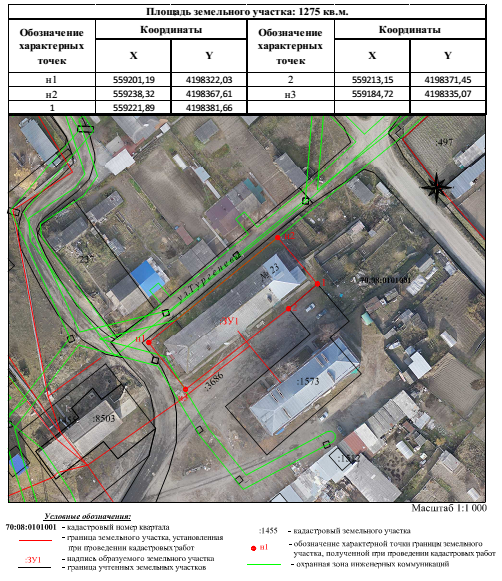 Площадь земельного участка: 1275 кв.м.
Обозначение характерных точек
Координаты
Обозначение характерных точек
Координаты
X Y X Y
н1 559201,19 4198322,03 2 559213,15 4198371,45
н2 559238,32 4198367,61 н3 559184,72 4198335,07
1 559221,89 4198381,66
:497
:237
ул.Тургенева
№ 23
70:08:0101001
:ЗУ1
н1
:3686
:1573
:8503
:1455
Масштаб 1:1 000
Условные обозначения:
70:08:0101001 - кадастровый номер квартала
- граница земельного участка, установленная
при проведении кадастровых работ
:ЗУ1 - надпись образуемого земельного участка
- граница учтенных земельных участков
:1455 - кадастровый земельного участка
н1 - обозначение характерной точки границы земельного
участка, полученной при проведении кадастровых работ
- охранная зона инженерных коммуникаций